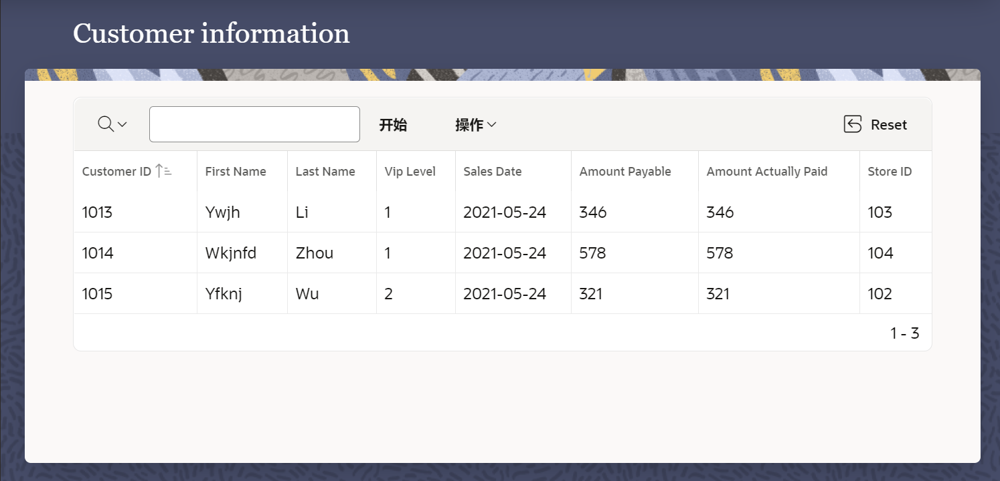 Customer information
开始 操作 Reset
Customer ID First Name Last Name Vip Level Sales Date Amount Payable Amount Actually Paid Store ID
1013 Ywjh Li 1 2021-05-24 346 346 103
1014 Wkjnfd Zhou 1 2021-05-24 578 578 104
1015 Yfknj Wu 2 2021-05-24 321 321 102
1 - 3